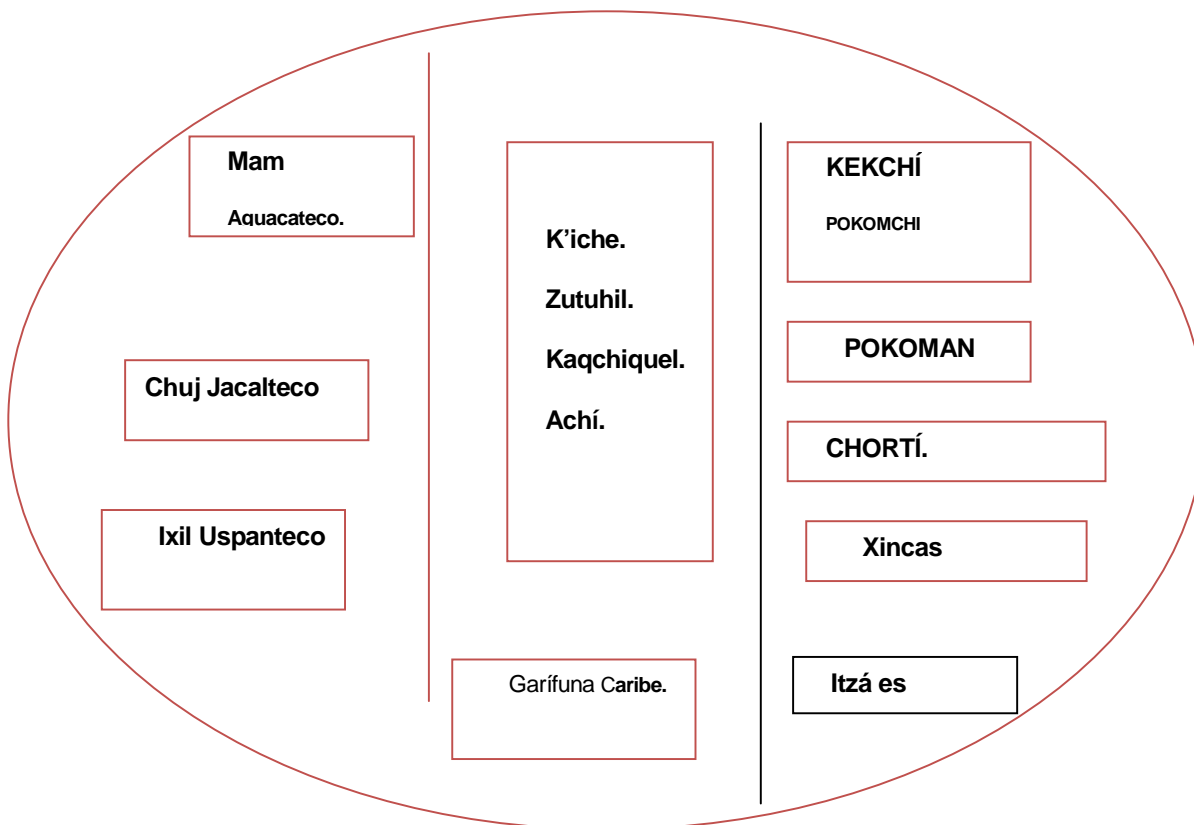 Mam
Aguacateco.
Chuj Jacalteco
Ixil Uspanteco
K’iche.
Zutuhil.
Kaqchiquel.
Achí.
Garífuna Caribe.
KEKCHÍ
POKOMCHI
POKOMAN
CHORTÍ.
Xincas
Itzá es